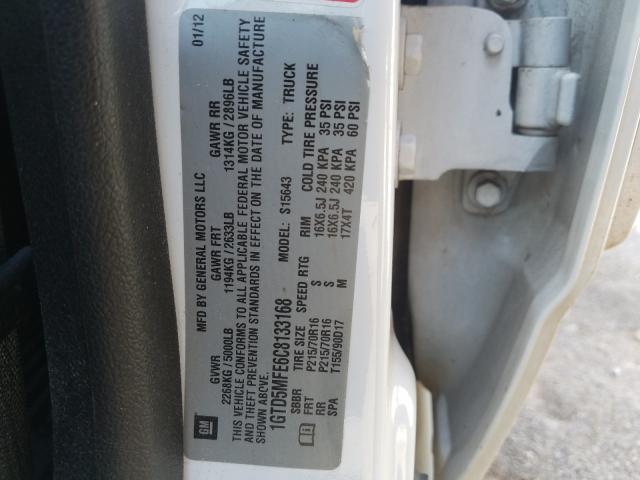 MFD BY GENERAL MOTORS LLC 01/12
GVWR GAWR FRT GAWR RR
2268KG / 5000LB 1194KG / 2633LB 1314KG / 2896LB
THIS VEHICLE CONFORMS TO ALL APPLICABLE FEDERAL MOTOR VEHICLE SAFETY
AND THEFT PREVENTION STANDARDS IN EFFECT ON THE DATE OF MANUFACTURE
SHOWN ABOVE.
GM
1GTD5MFE6C8133168 MODEL: S15643 TYPE: TRUCK
SBBR TIRE SIZE SPEED RTG RIM COLD TIRE PRESSURE
FRT P215/70R16 S 16X6.5J 240 KPA 35 PSI
RR P215/70R16 S 16X6.5J 240 KPA 35 PSI
SPA T155/90D17 M 17X4T 420 KPA 60 PSI